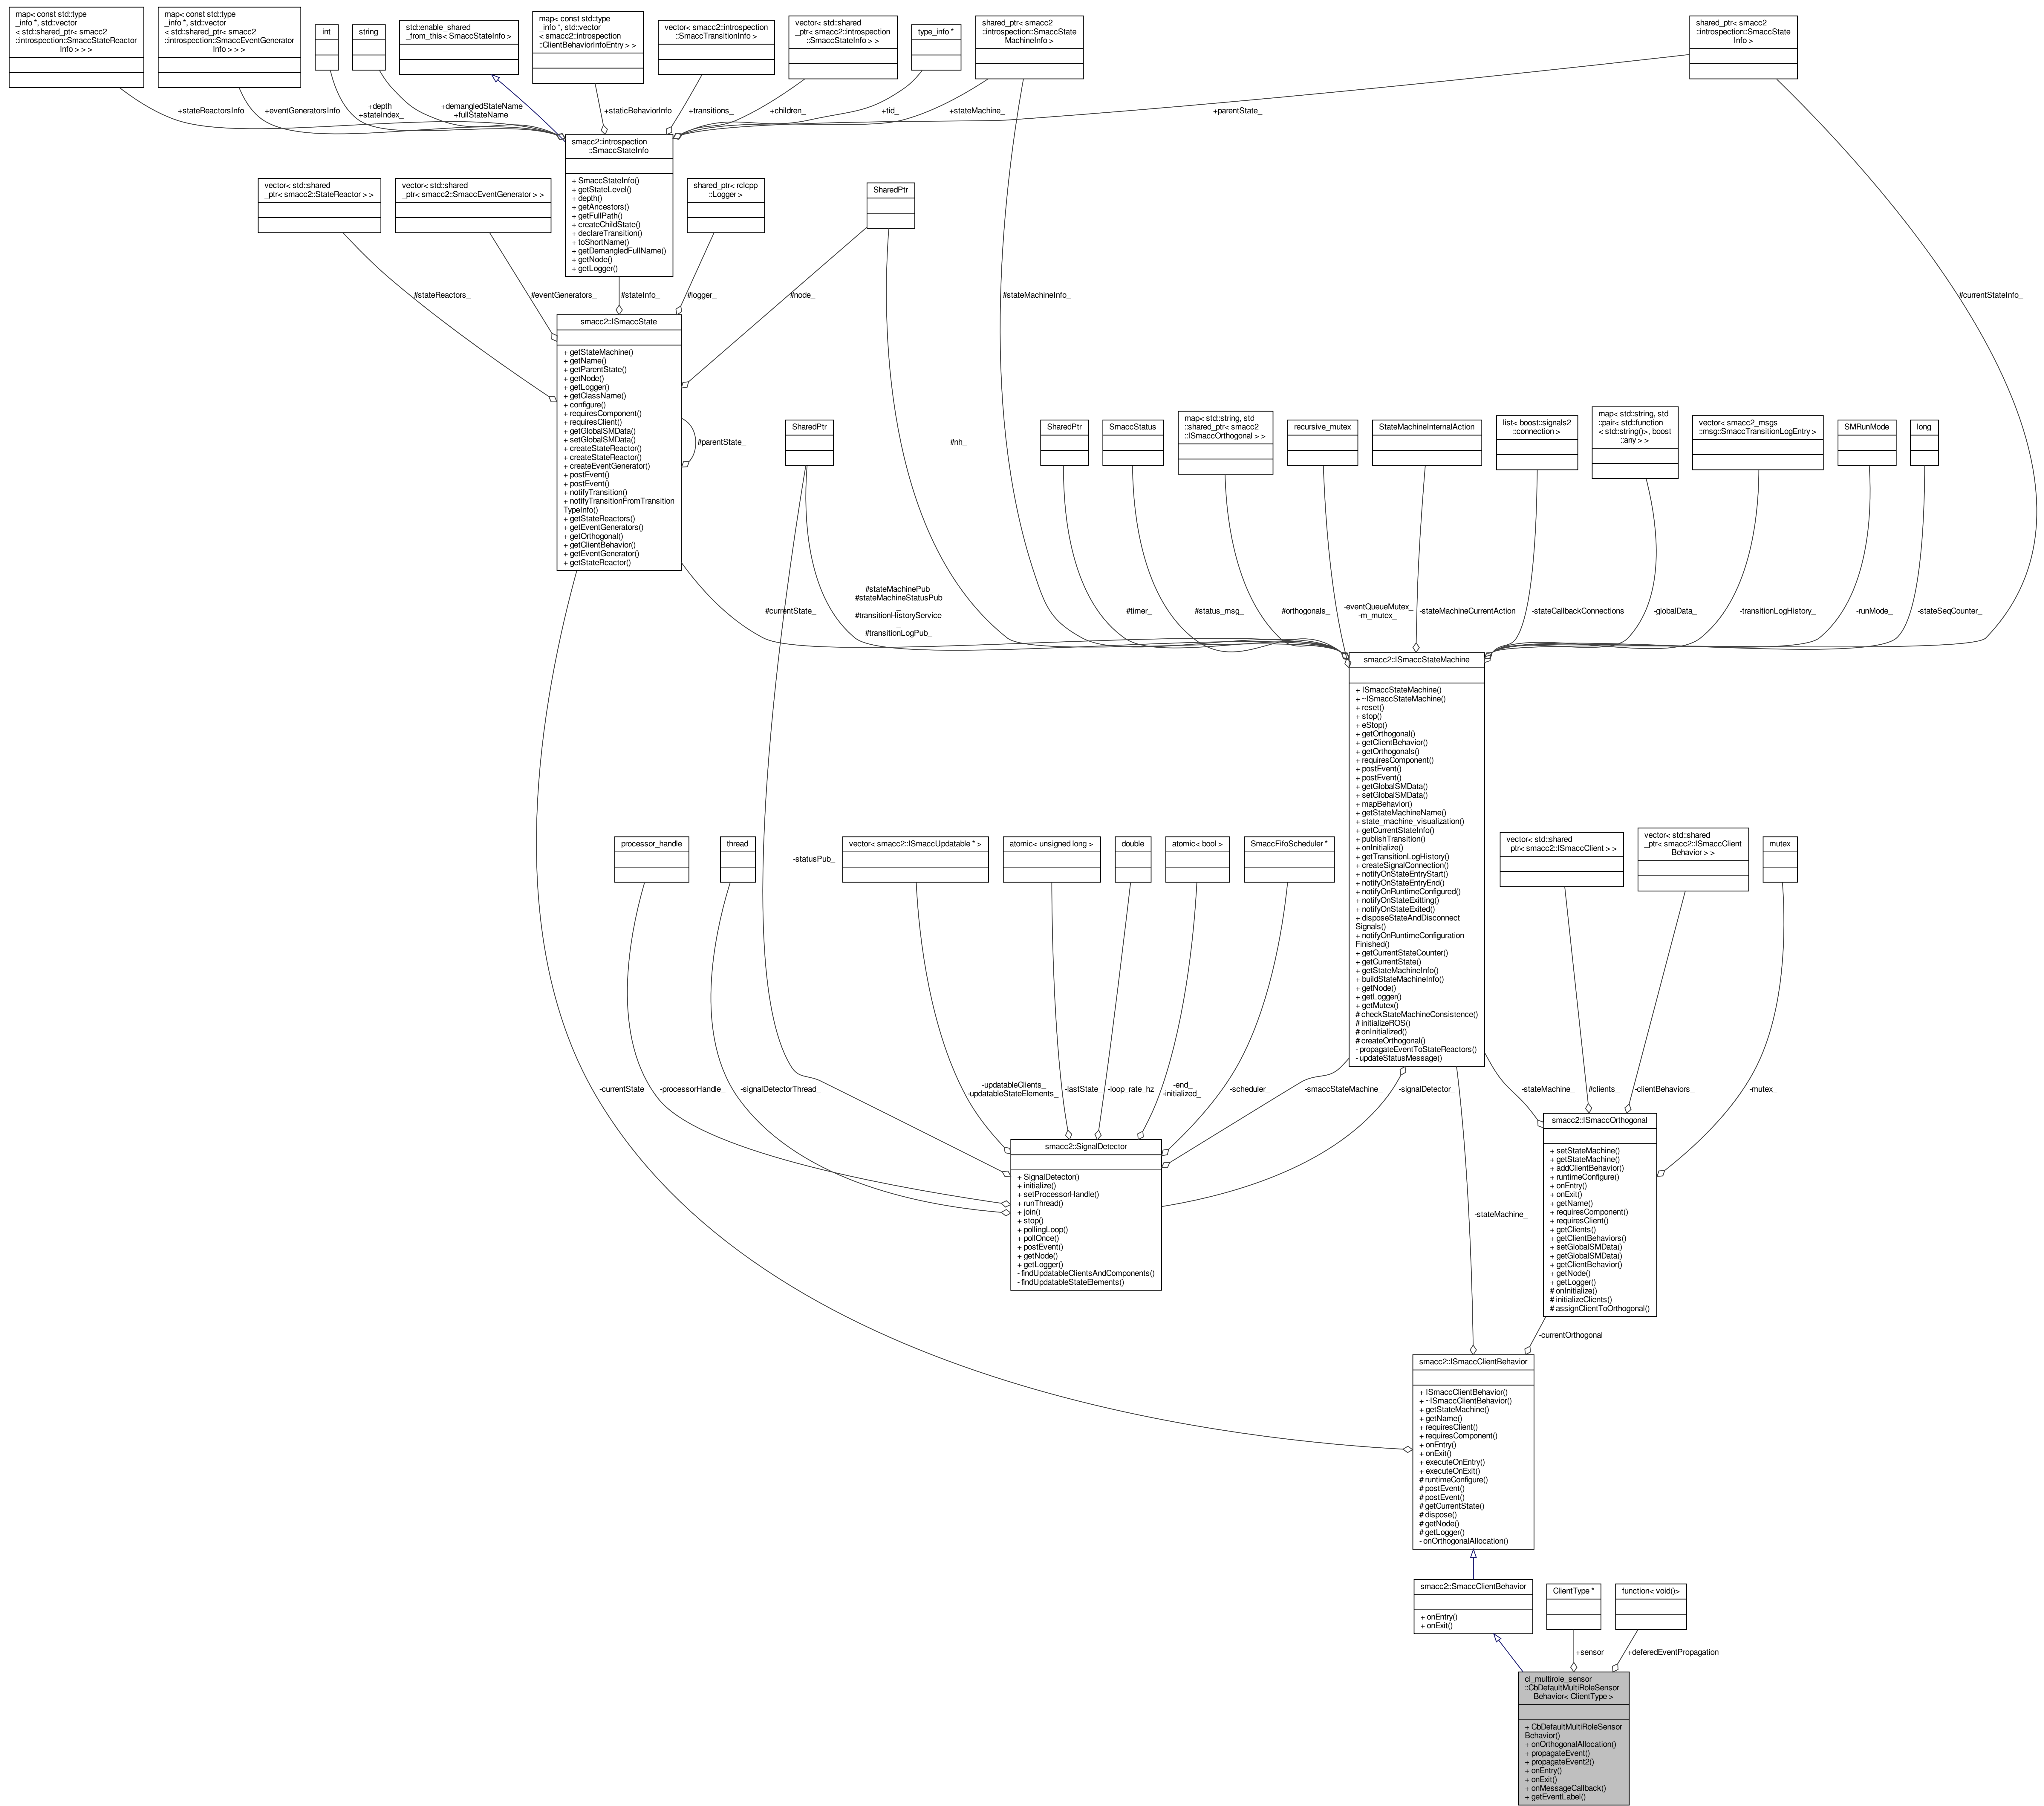 map< const std::type
_info *, std::vector
< std::shared_ptr< smacc2
::introspection::SmaccStateReactor
Info > > >
map< const std::type
_info *, std::vector
< std::shared_ptr< smacc2
::introspection::SmaccEventGenerator
Info > > >
int
string
std::enable_shared
_from_this< SmaccStateInfo >
map< const std::type
_info *, std::vector
< smacc2::introspection
::ClientBehaviorInfoEntry > >
vector< smacc2::introspection
::SmaccTransitionInfo >
vector< std::shared
_ptr< smacc2::introspection
::SmaccStateInfo > >
type_info *
shared_ptr< smacc2
::introspection::SmaccState
MachineInfo >
shared_ptr< smacc2
::introspection::SmaccState
Info >
+stateReactorsInfo
+eventGeneratorsInfo
+depth_
+stateIndex_
+demangledStateName
+fullStateName
+staticBehaviorInfo
+transitions_
+children_
+tid_
+stateMachine_
+parentState_
smacc2::introspection
::SmaccStateInfo
+ SmaccStateInfo()
+ getStateLevel()
+ depth()
+ getAncestors()
+ getFullPath()
+ createChildState()
+ declareTransition()
+ toShortName()
+ getDemangledFullName()
+ getNode()
+ getLogger()
vector< std::shared
_ptr< smacc2::StateReactor > >
vector< std::shared
_ptr< smacc2::SmaccEventGenerator > >
shared_ptr< rclcpp
::Logger >
SharedPtr
#stateReactors_
#eventGenerators_
#stateInfo_
#logger_
#node_
#stateMachineInfo_
#currentStateInfo_
smacc2::ISmaccState
+ getStateMachine()
+ getName()
+ getParentState()
+ getNode()
+ getLogger()
+ getClassName()
+ configure()
+ requiresComponent()
+ requiresClient()
+ getGlobalSMData()
+ setGlobalSMData()
+ createStateReactor()
+ createStateReactor()
+ createEventGenerator()
+ postEvent()
+ postEvent()
+ notifyTransition()
+ notifyTransitionFromTransition
TypeInfo()
+ getStateReactors()
+ getEventGenerators()
+ getOrthogonal()
+ getClientBehavior()
+ getEventGenerator()
+ getStateReactor()
#parentState_
#nh_
SharedPtr
SharedPtr
SmaccStatus
map< std::string, std
::shared_ptr< smacc2
::ISmaccOrthogonal > >
recursive_mutex
StateMachineInternalAction
list< boost::signals2
::connection >
map< std::string, std
::pair< std::function
< std::string()>, boost
::any > >
vector< smacc2_msgs
::msg::SmaccTransitionLogEntry >
SMRunMode
long
#currentState_
#stateMachinePub_
#stateMachineStatusPub
_
#transitionHistoryService
_
#transitionLogPub_
#timer_
#status_msg_
#orthogonals_
-eventQueueMutex_
-m_mutex_
-stateMachineCurrentAction
-stateCallbackConnections
-globalData_
-transitionLogHistory_
-runMode_
-stateSeqCounter_
smacc2::ISmaccStateMachine
+ ISmaccStateMachine()
+ ~ISmaccStateMachine()
+ reset()
+ stop()
+ eStop()
+ getOrthogonal()
+ getClientBehavior()
+ getOrthogonals()
+ requiresComponent()
+ postEvent()
+ postEvent()
+ getGlobalSMData()
+ setGlobalSMData()
+ mapBehavior()
+ getStateMachineName()
+ state_machine_visualization()
+ getCurrentStateInfo()
+ publishTransition()
+ onInitialize()
+ getTransitionLogHistory()
+ createSignalConnection()
+ notifyOnStateEntryStart()
+ notifyOnStateEntryEnd()
+ notifyOnRuntimeConfigured()
+ notifyOnStateExitting()
+ notifyOnStateExited()
+ disposeStateAndDisconnect
Signals()
+ notifyOnRuntimeConfiguration
Finished()
+ getCurrentStateCounter()
+ getCurrentState()
+ getStateMachineInfo()
+ buildStateMachineInfo()
+ getNode()
+ getLogger()
+ getMutex()
# checkStateMachineConsistence()
# initializeROS()
# onInitialized()
# createOrthogonal()
- propagateEventToStateReactors()
- updateStatusMessage()
processor_handle
thread
-statusPub_
vector< smacc2::ISmaccUpdatable * >
atomic< unsigned long >
double
atomic< bool >
SmaccFifoScheduler *
vector< std::shared
_ptr< smacc2::ISmaccClient > >
vector< std::shared
_ptr< smacc2::ISmaccClient
Behavior > >
mutex
-currentState
-processorHandle_
-signalDetectorThread_
-updatableClients_
-updatableStateElements_
-lastState_
-loop_rate_hz
-end_
-initialized_
-scheduler_
-smaccStateMachine_
-signalDetector_
-stateMachine_
#clients_
-clientBehaviors_
-mutex_
smacc2::SignalDetector
+ SignalDetector()
+ initialize()
+ setProcessorHandle()
+ runThread()
+ join()
+ stop()
+ pollingLoop()
+ pollOnce()
+ postEvent()
+ getNode()
+ getLogger()
- findUpdatableClientsAndComponents()
- findUpdatableStateElements()
smacc2::ISmaccOrthogonal
+ setStateMachine()
+ getStateMachine()
+ addClientBehavior()
+ runtimeConfigure()
+ onEntry()
+ onExit()
+ getName()
+ requiresComponent()
+ requiresClient()
+ getClients()
+ getClientBehaviors()
+ setGlobalSMData()
+ getGlobalSMData()
+ getClientBehavior()
+ getNode()
+ getLogger()
# onInitialize()
# initializeClients()
# assignClientToOrthogonal()
-stateMachine_
-currentOrthogonal
smacc2::ISmaccClientBehavior
+ ISmaccClientBehavior()
+ ~ISmaccClientBehavior()
+ getStateMachine()
+ getName()
+ requiresClient()
+ requiresComponent()
+ onEntry()
+ onExit()
+ executeOnEntry()
+ executeOnExit()
# runtimeConfigure()
# postEvent()
# postEvent()
# getCurrentState()
# dispose()
# getNode()
# getLogger()
- onOrthogonalAllocation()
smacc2::SmaccClientBehavior
+ onEntry()
+ onExit()
ClientType *
function< void()>
+sensor_
+deferedEventPropagation
cl_multirole_sensor
::CbDefaultMultiRoleSensor
Behavior< ClientType >
+ CbDefaultMultiRoleSensor
Behavior()
+ onOrthogonalAllocation()
+ propagateEvent()
+ propagateEvent2()
+ onEntry()
+ onExit()
+ onMessageCallback()
+ getEventLabel()